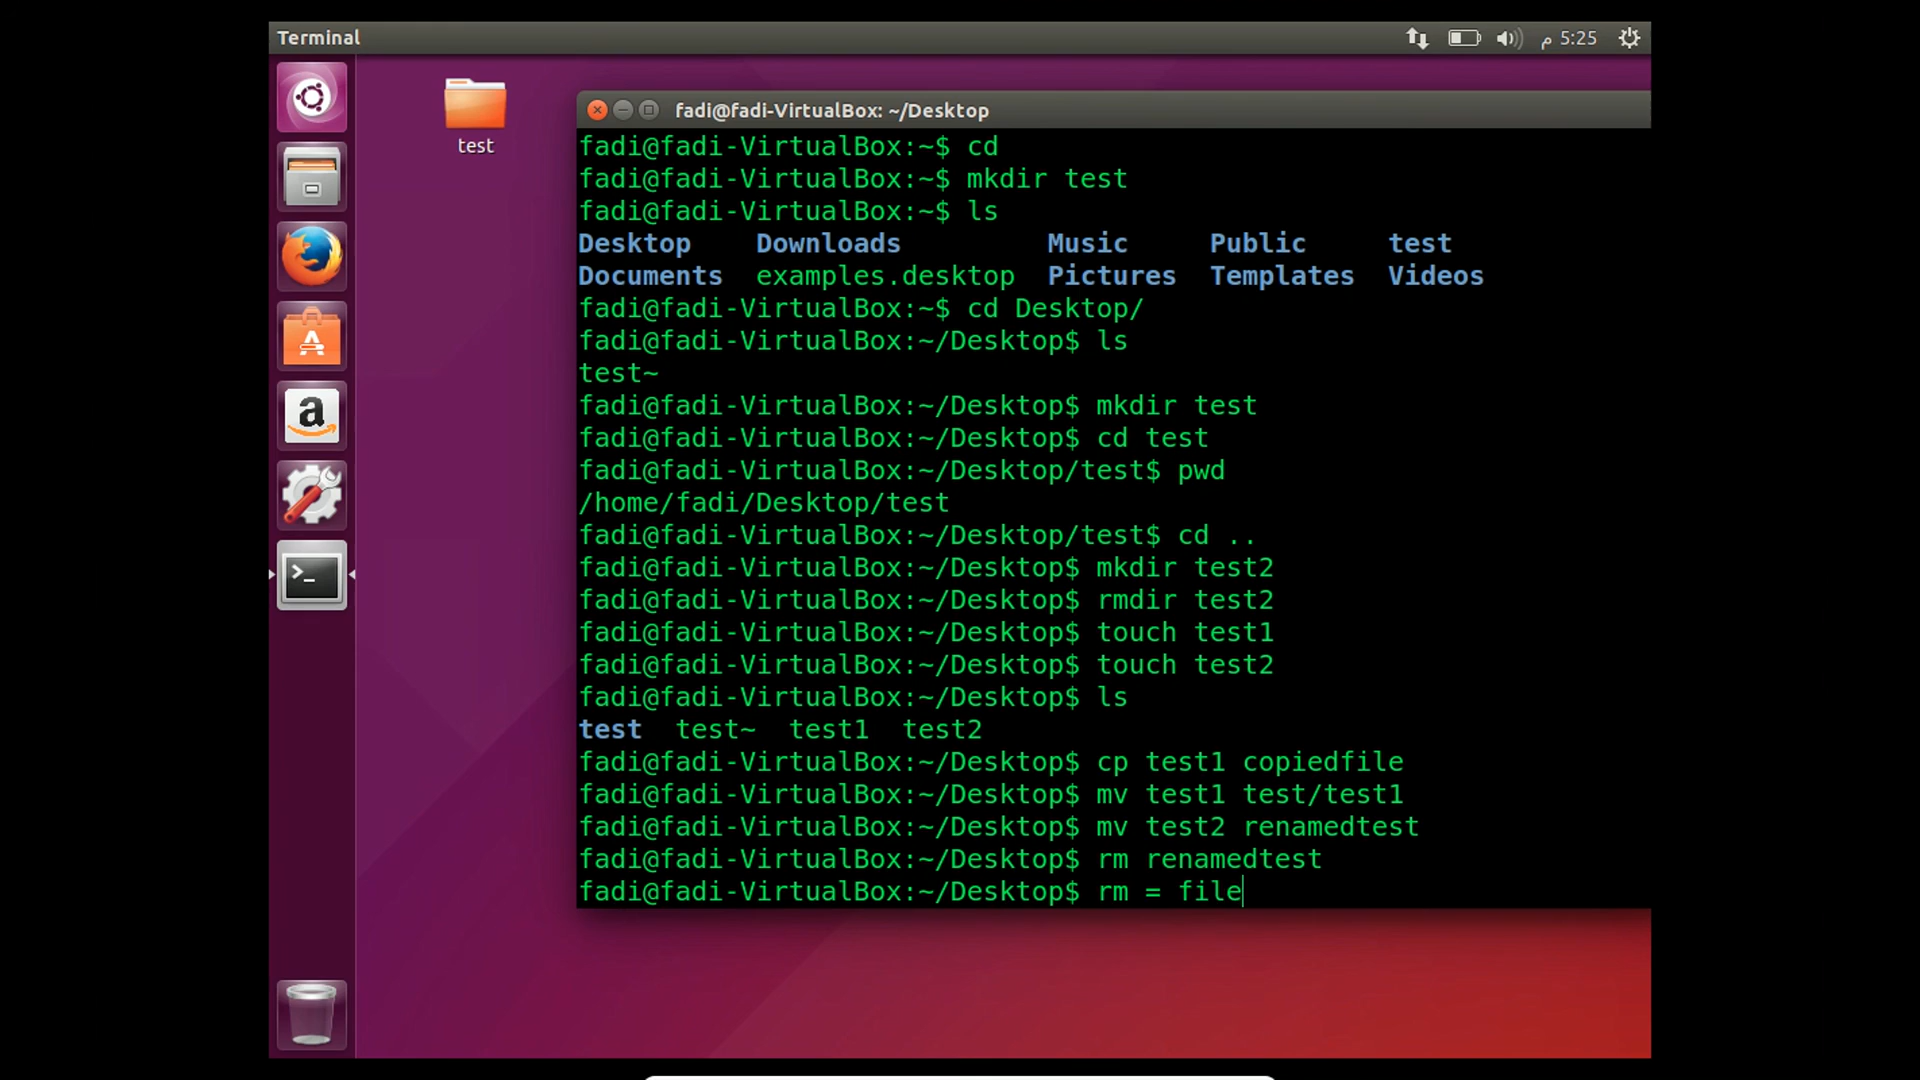 Terminal
م 5:25
test
fadi@fadi-VirtualBox: ~/Desktop
fadi@fadi-VirtualBox:~$ cd
fadi@fadi-VirtualBox:~$ mkdir test
fadi@fadi-VirtualBox:~$ ls
Desktop Downloads Music Public test
Documents examples.desktop Pictures Templates Videos
fadi@fadi-VirtualBox:~$ cd Desktop/
fadi@fadi-VirtualBox:~/Desktop$ ls
test~
fadi@fadi-VirtualBox:~/Desktop$ mkdir test
fadi@fadi-VirtualBox:~/Desktop$ cd test
fadi@fadi-VirtualBox:~/Desktop/test$ pwd
/home/fadi/Desktop/test
fadi@fadi-VirtualBox:~/Desktop/test$ cd ..
fadi@fadi-VirtualBox:~/Desktop$ mkdir test2
fadi@fadi-VirtualBox:~/Desktop$ rmdir test2
fadi@fadi-VirtualBox:~/Desktop$ touch test1
fadi@fadi-VirtualBox:~/Desktop$ touch test2
fadi@fadi-VirtualBox:~/Desktop$ ls
test test~ test1 test2
fadi@fadi-VirtualBox:~/Desktop$ cp test1 copiedfile
fadi@fadi-VirtualBox:~/Desktop$ mv test1 test/test1
fadi@fadi-VirtualBox:~/Desktop$ mv test2 renamedtest
fadi@fadi-VirtualBox:~/Desktop$ rm renamedtest
fadi@fadi-VirtualBox:~/Desktop$ rm = file